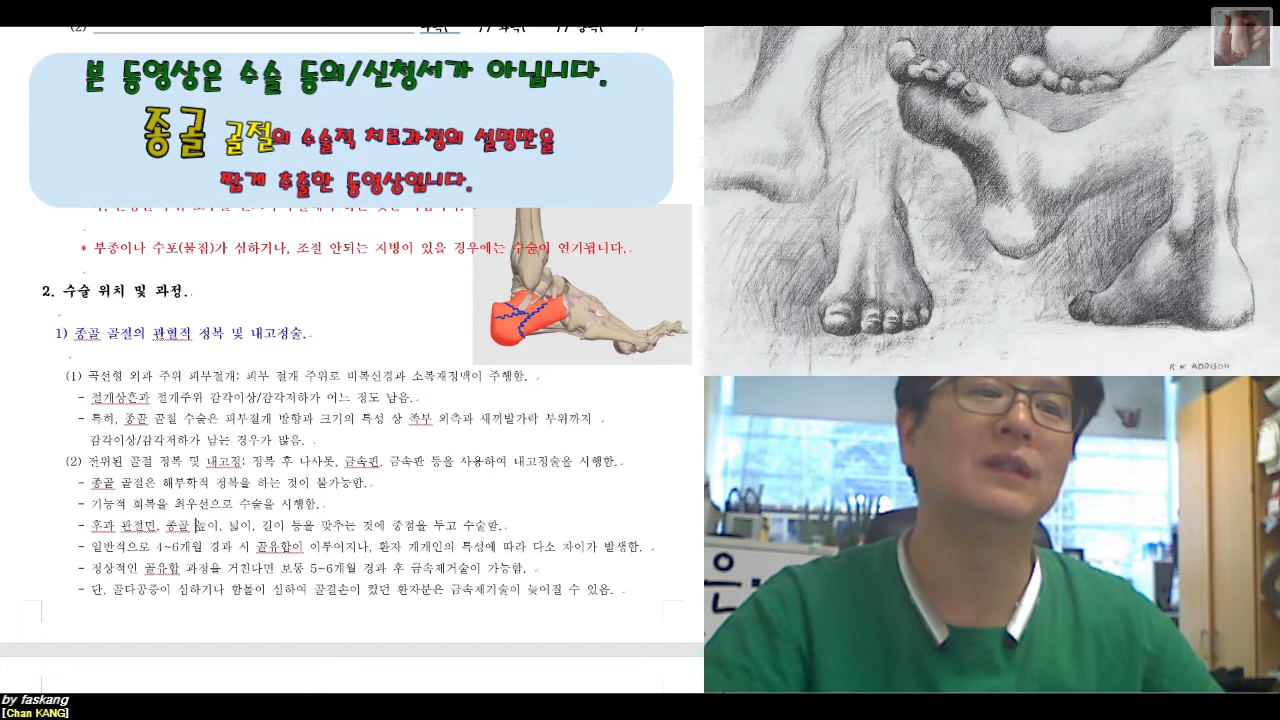 (2)
본 동영상은 수술 동의/신청서가 아닙니다.
종골 골절의 수술적 치료과정의 설명만을
짧게 추출한 동영상입니다.
* 부종이나 수포(물집)가 심하거나, 조절 안되는 지병이 있을 경우에는 수술이 연기됩니다.
2. 수술 위치 및 과정.
1) 종골 골절의 관혈적 정복 및 내고정술.
(1) 곡선형 외과 주위 피부절개: 피부 절개 주위로 비복신경과 소복재정맥이 주행함.
- 절개상흔과 절개주위 감각이상/감각저하가 어느 정도 남음.
- 특히, 종골 골절 수술은 피부절개 방향과 크기의 특성 상 족부 외측과 새끼발가락 부위까지
감각이상/감각저하가 남는 경우가 많음.
(2) 전위된 골절 정복 및 내고정: 정복 후 나사못, 금속핀, 금속판 등을 사용하여 내고정술을 시행함.
- 종골 골절은 해부학적 정복을 하는 것이 불가능함.
- 기능적 회복을 최우선으로 수술을 시행함.
- 후과 관절면, 종골 높이, 넓이, 길이 등을 맞추는 것에 중점을 두고 수술함.
- 일반적으로 4~6개월 경과 시 골유합이 이루어지나, 환자 개개인의 특성에 따라 다소 차이가 발생함.
- 정상적인 골유합 과정을 거친다면 보통 5~6개월 경과 후 금속제거술이 가능함.
- 단, 골다공증이 심하거나 함몰이 심하여 골결손이 컸던 환자분은 금속제거술이 늦어질 수 있음.
R.W. ADDISON
은.
by faskang
[Chan KANG]